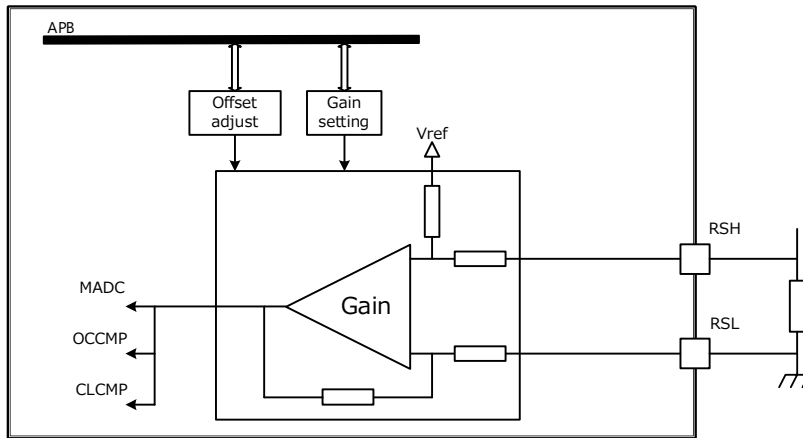 APB
Offset
adjust
Gain
setting
Vref
RSH
MADC
Gain
OCCMP
RSL
CLCMP